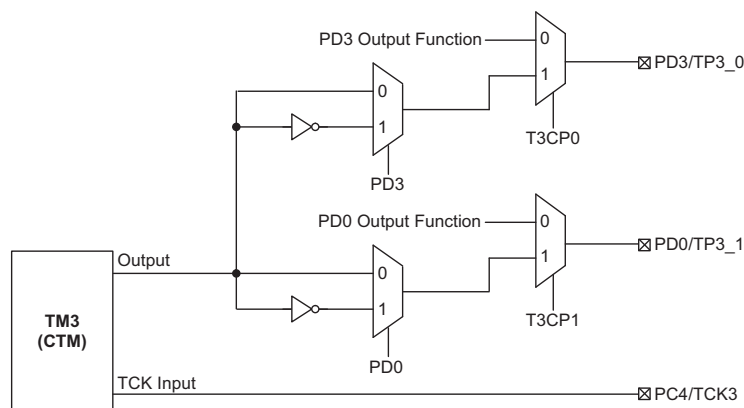 PD3 Output Function
0
1
PD3/TP3_0
0
1
T3CP0
PD3
PD0 Output Function
0
1
PD0/TP3_1
Output
0
1
T3CP1
TM3
(CTM)
PD0
TCK Input
PC4/TCK3